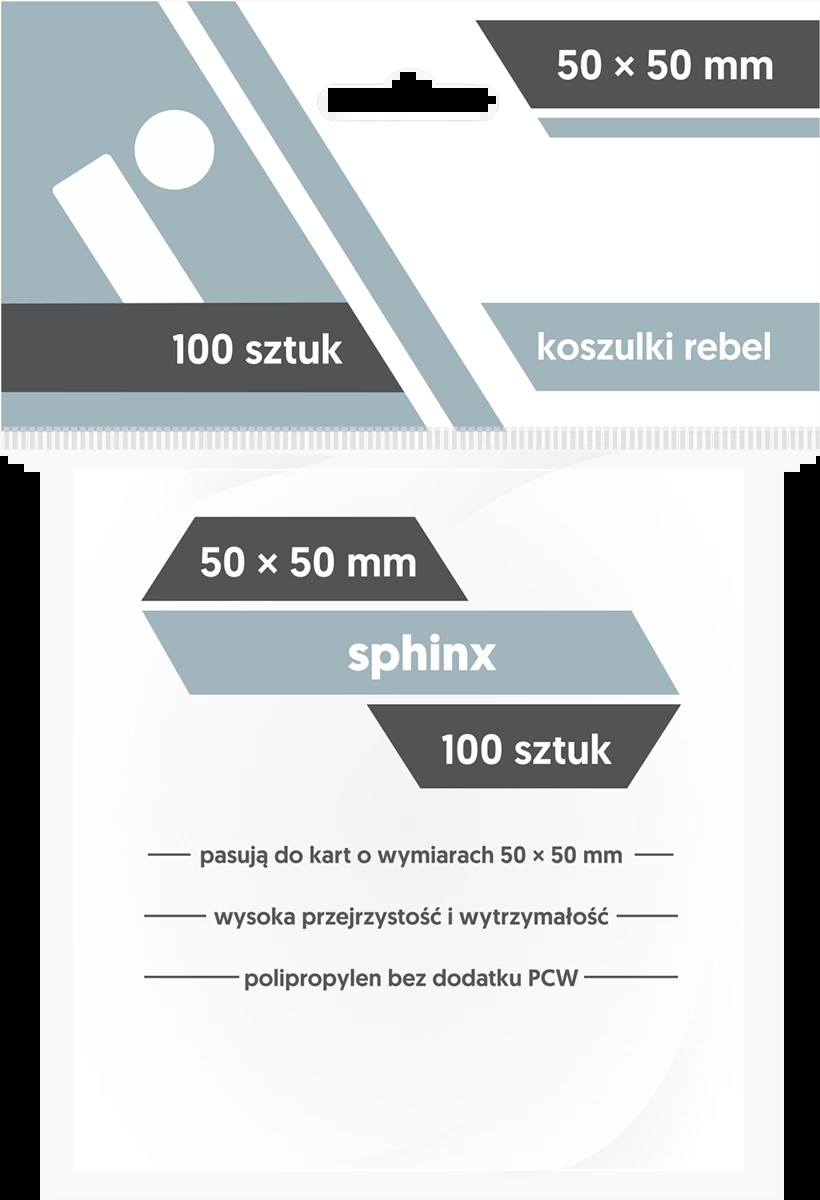 50 × 50 mm
100 sztuk
koszulki rebel
50 × 50 mm
sphinx
100 sztuk
pasują do kart o wymiarach 50 × 50 mm
wysoka przejrzystość i wytrzymałość
polipropylen bez dodatku PCW